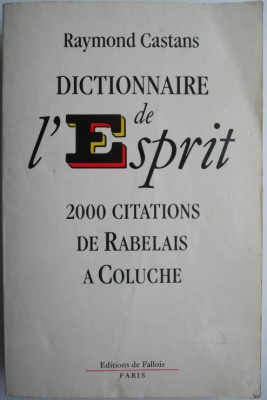 Raymond Castans
DICTIONNAIRE
de
l'Esprit
2000 CITATIONS
DE RABELAIS
A COLUCHE
Editions de Fallois
PARIS